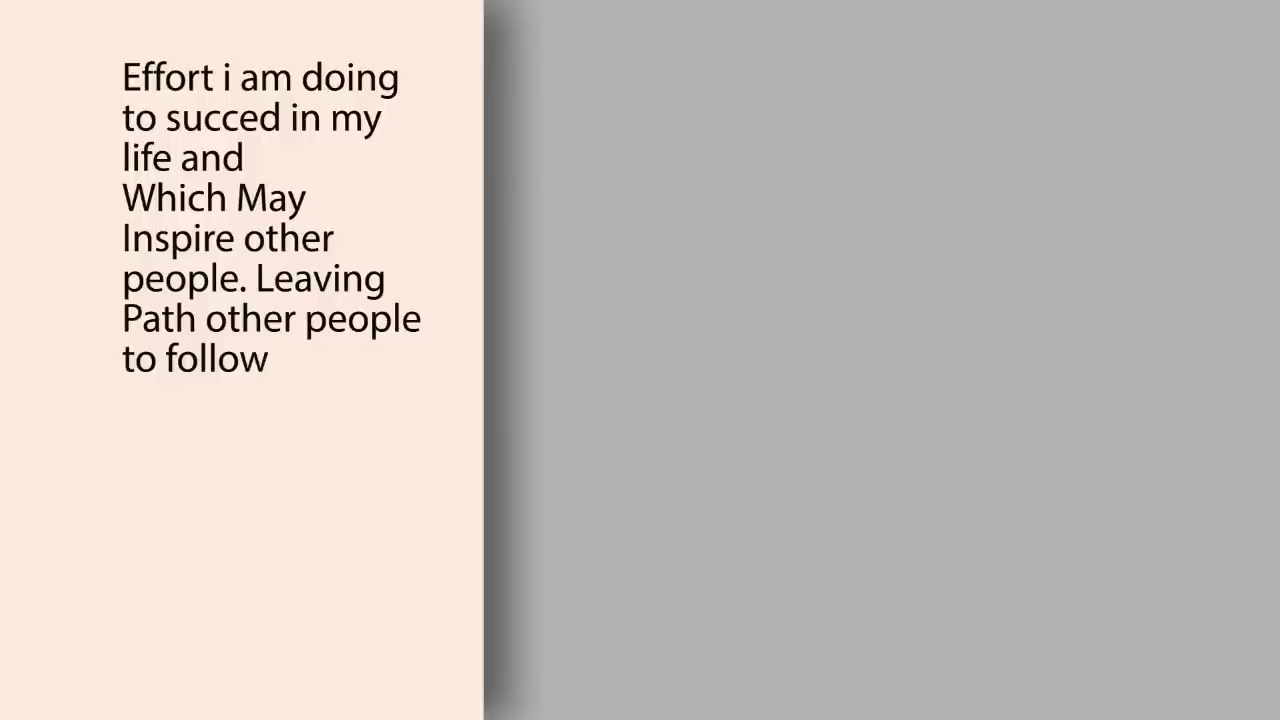 Effort i am doing
to succed in my
life and
Which May
Inspire other
people. Leaving
Path other people
to follow